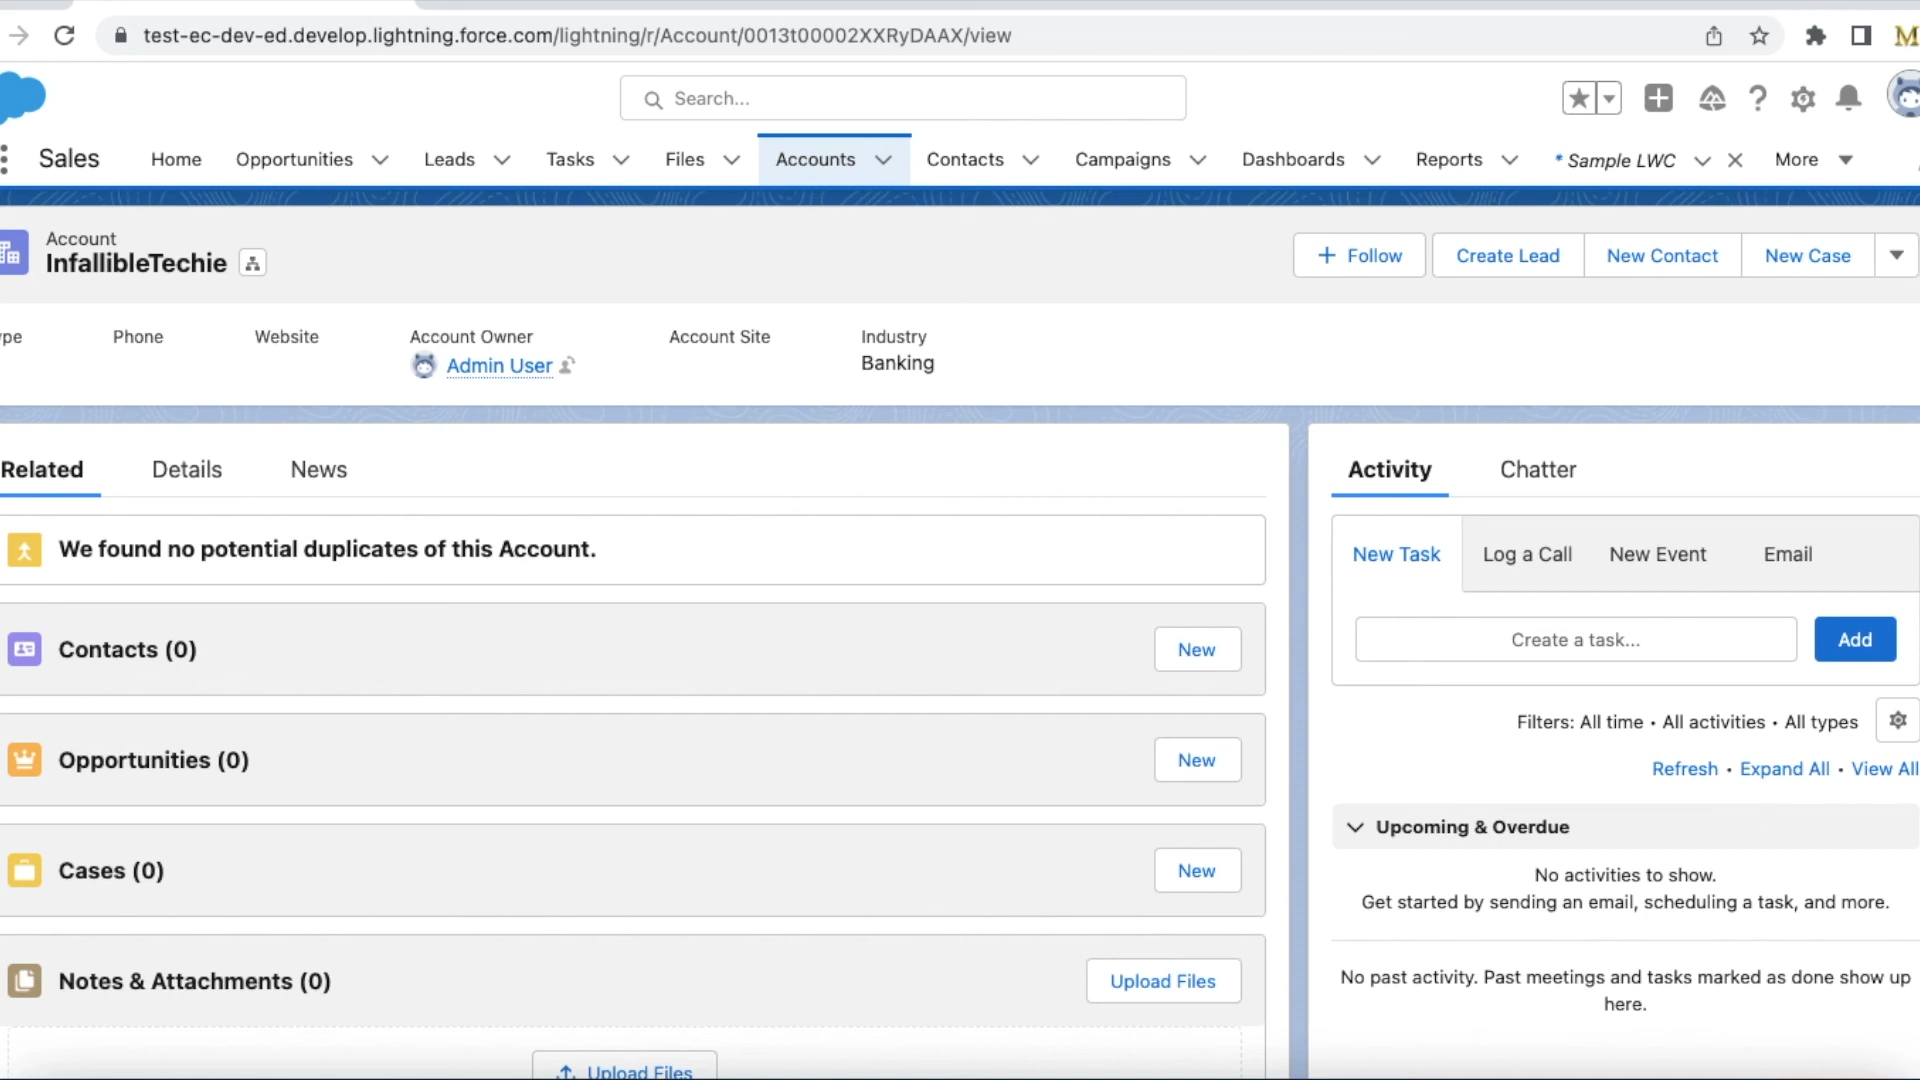 test-ec-dev-ed.develop.lightning.force.com/lightning/r/Account/0013t00002XXRyDAAX/view
M
Search...
Sales Home Opportunities Leads Tasks Files Accounts Contacts Campaigns Dashboards Reports * Sample LWC More
Account
InfallibleTechie
Follow Create Lead New Contact New Case
ype Phone Website Account Owner Account Site Industry
Admin User Banking
Related Details News
We found no potential duplicates of this Account.
Contacts (0) New
Opportunities (0) New
Cases (0) New
Notes & Attachments (0) Upload Files
Upload Files
Activity Chatter
New Task Log a Call New Event Email
Create a task... Add
Filters: All time • All activities • All types
Refresh • Expand All • View All
Upcoming & Overdue
No activities to show.
Get started by sending an email, scheduling a task, and more.
No past activity. Past meetings and tasks marked as done show up
here.